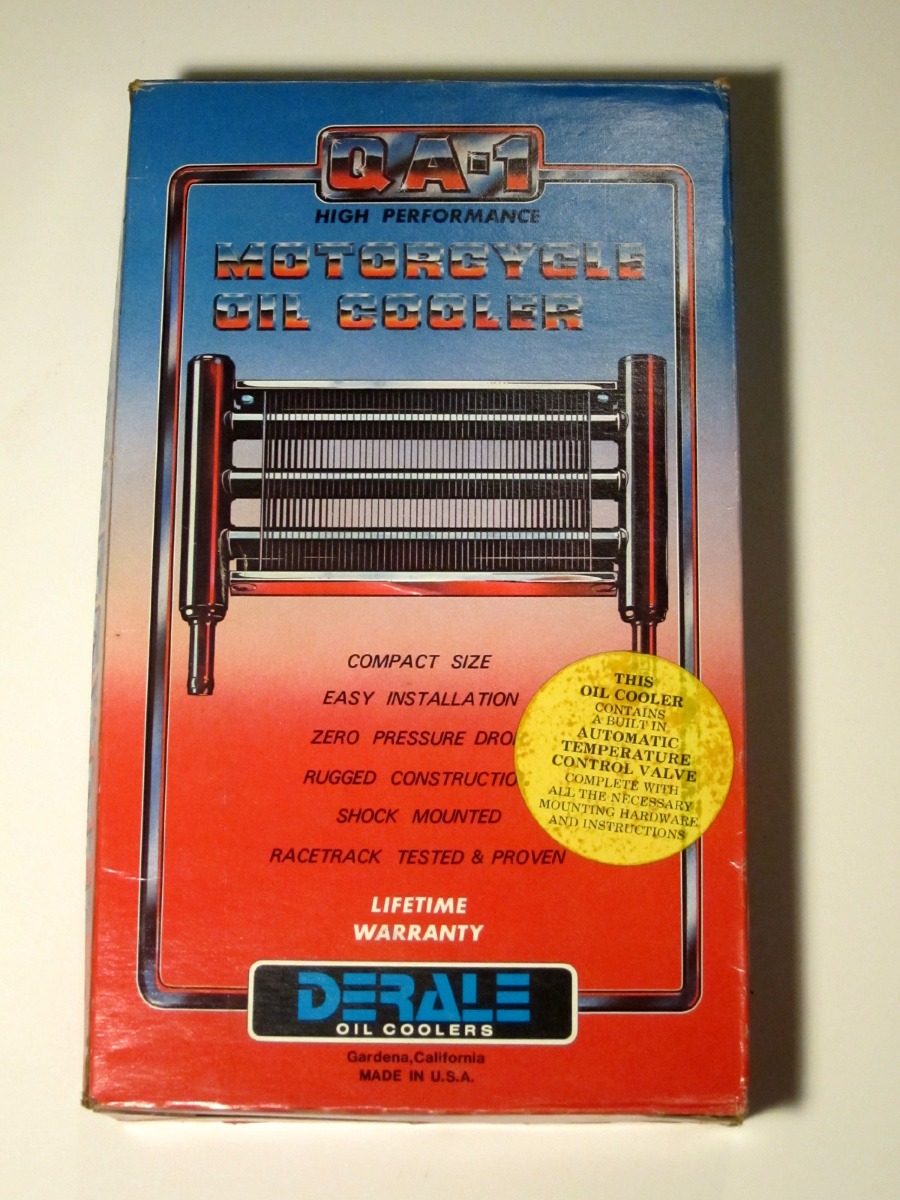 QA-1
HIGH PERFORMANCE
MOTORCYCLE
OIL COOLER
COMPACT SIZE
EASY INSTALLATION
ZERO PRESSURE DRO
RUGGED CONSTRUCTIO
SHOCK MOUNTED
RACETRACK TESTED & PROVEN
THIS
OIL COOLER
CONTAINS
A BUILT IN
AUTOMATIC
TEMPERATURE
CONTROL VALVE
COMPLETE WITH
ALL THE NECESSARY
MOUNTING HARDWARE
AND INSTRUCTIONS
LIFETIME
WARRANTY
DERALE
OIL COOLERS
Gardena,California
MADE IN U.S.A.